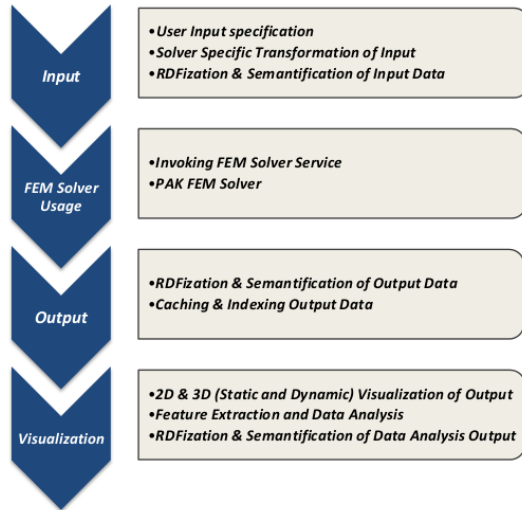 Input
•User Input specification
•Solver Specific Transformation of Input
•RDFization & Semantification of Input Data
FEM Solver
Usage
•Invoking FEM Solver Service
•PAK FEM Solver
Output
•RDFization & Semantification of Output Data
•Caching & Indexing Output Data
Visualization
•2D & 3D (Static and Dynamic) Visualization of Output
•Feature Extraction and Data Analysis
•RDFization & Semantification of Data Analysis Output